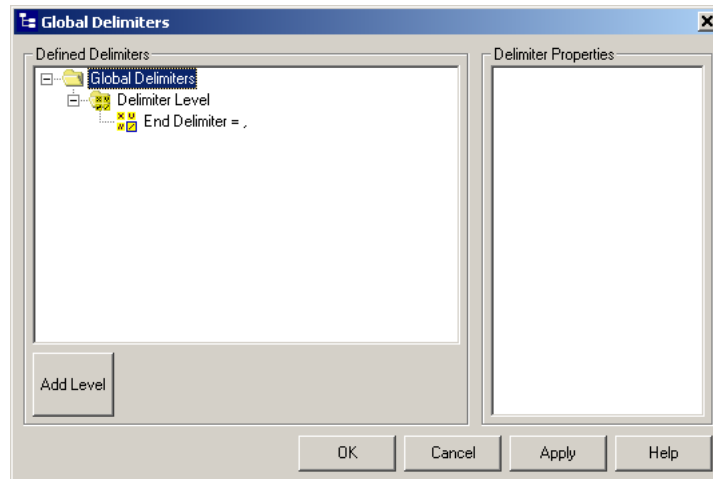 Global Delimiters
Defined Delimiters
Delimiter Properties
Global Delimiters
Delimiter Level
End Delimiter = ,
Add Level
OK
Cancel
Apply
Help